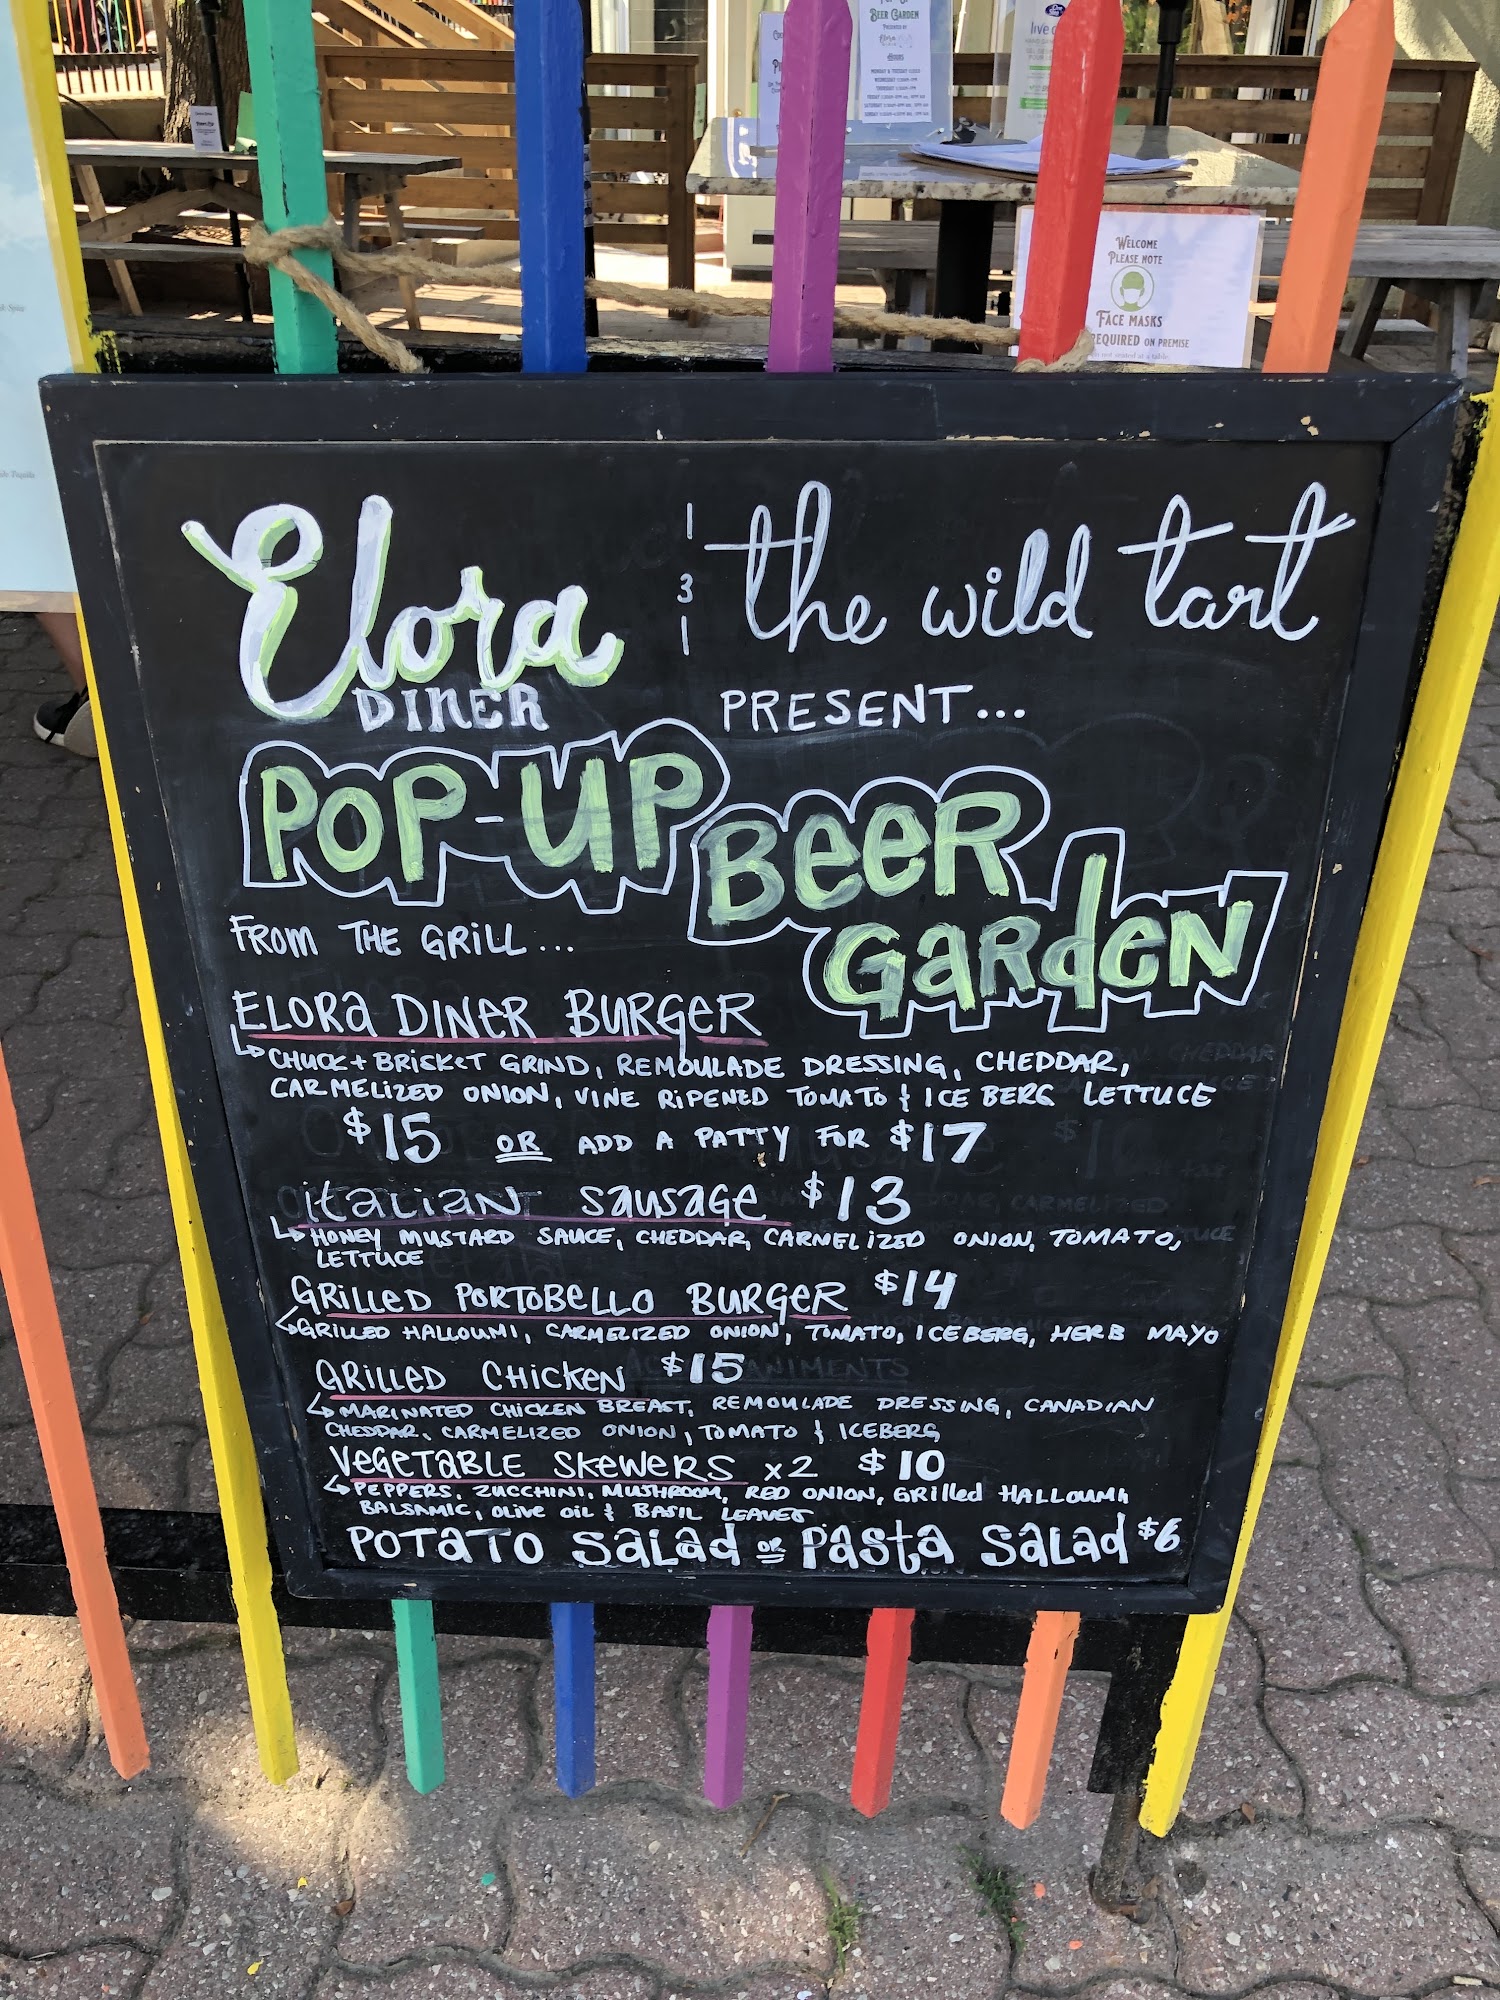 BEER GARDEN
HOURS
live
WELCOME
PLEASE NOTE
FACE MASKS
REQUIRED ON PREMISE
Elora
DINER
&
the wild tart
PRESENT...
POP-UP
BEER
GARDEN
FROM THE GRILL...
ELORA DINER BURGER
CHUCK + BRISKET GRIND, REMOULADE DRESSING, CHEDDAR,
CARMELIZED ONION, VINE RIPENED TOMATO & ICE BERG LETTUCE
$15 OR ADD A PATTY FOR $17
ITALIAN SAUSAGE $13
HONEY MUSTARD SAUCE, CHEDDAR, CARMELIZED ONION, TOMATO,
LETTUCE
GRILLED PORTOBELLO BURGER $14
GRILLED HALLOUMI, CARMELIZED ONION, TOMATO, ICEBERG, HERB MAYO
GRILLED CHICKEN $15
MARINATED CHICKEN BREAST, REMOULADE DRESSING, CANADIAN
CHEDDAR, CARMELIZED ONION, TOMATO & ICEBERG
VEGETABLE SKEWERS x2 $10
PEPPERS, ZUCCHINI, MUSHROOM, RED ONION, GRILLED HALLOUMI,
BALSAMIC, OLIVE OIL & BASIL LEAVES
POTATO SALAD OR PASTA SALAD $6